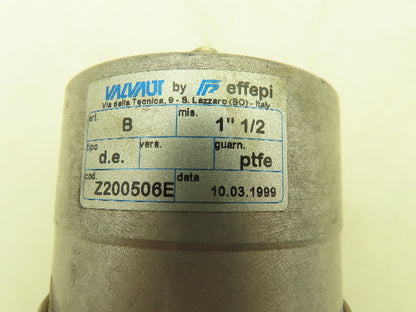 VALVAUT by effepi
Via della Tecnica, 9 - S. Lazzaro (BO) - Italy
art. B mis. 1" 1/2
tipo d.e. vers. guarn. ptfe
cod. Z200506E data 10.03.1999